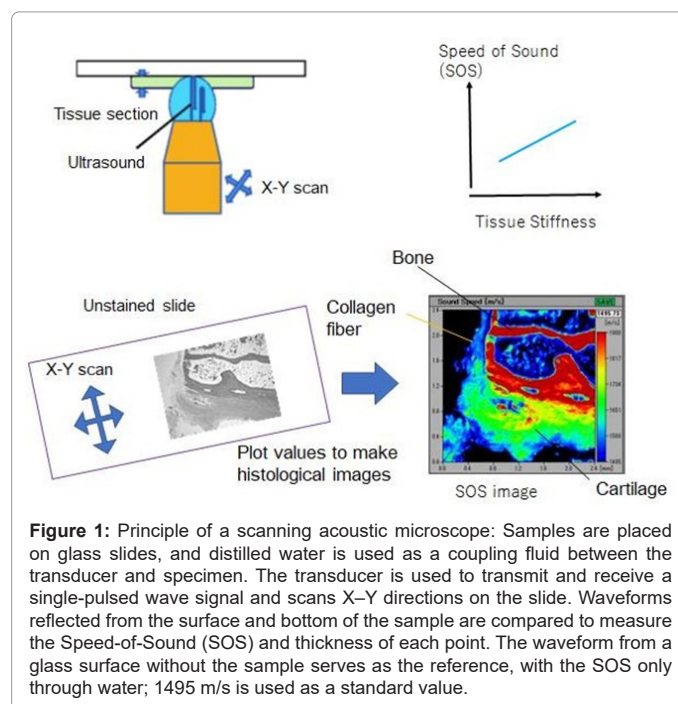 Speed of Sound
(SOS)
Tissue section
Ultrasound
X-Y scan
Tissue Stiffness
Bone
Unstained slide
Collagen
fiber
Sound Speed [m/s]
X-Y scan
Plot values to make
histological images
SOS image
Cartilage
Figure 1: Principle of a scanning acoustic microscope: Samples are placed
on glass slides, and distilled water is used as a coupling fluid between the
transducer and specimen. The transducer is used to transmit and receive a
single-pulsed wave signal and scans X–Y directions on the slide. Waveforms
reflected from the surface and bottom of the sample are compared to measure
the Speed-of-Sound (SOS) and thickness of each point. The waveform from a
glass surface without the sample serves as the reference, with the SOS only
through water; 1495 m/s is used as a standard value.